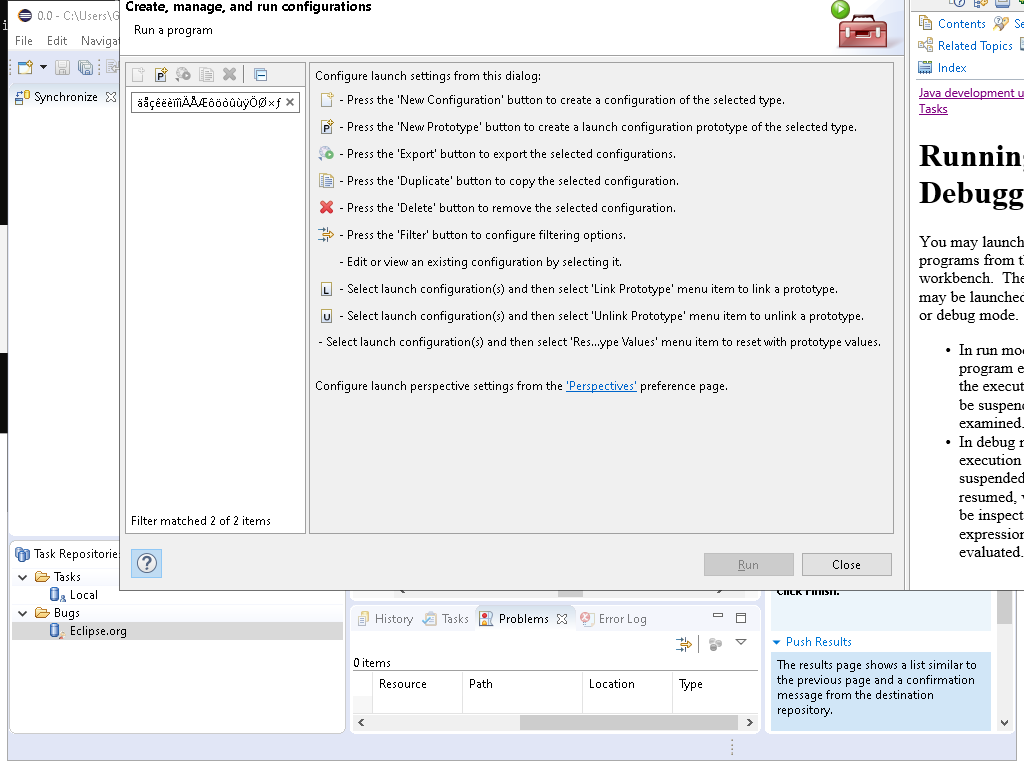 Create, manage, and run configurations
Run a program
0.0 - C:\Users\G
File Edit Navigat
Synchronize
äåçêëèïîìÄÅÆôöòûùÿÖØ×ƒ
Filter matched 2 of 2 items
Configure launch settings from this dialog:
- Press the 'New Configuration' button to create a configuration of the selected type.
- Press the 'New Prototype' button to create a launch configuration prototype of the selected type.
- Press the 'Export' button to export the selected configurations.
- Press the 'Duplicate' button to copy the selected configuration.
- Press the 'Delete' button to remove the selected configuration.
- Press the 'Filter' button to configure filtering options.
- Edit or view an existing configuration by selecting it.
L - Select launch configuration(s) and then select 'Link Prototype' menu item to link a prototype.
U - Select launch configuration(s) and then select 'Unlink Prototype' menu item to unlink a prototype.
- Select launch configuration(s) and then select 'Res...ype Values' menu item to reset with prototype values.
Configure launch perspective settings from the 'Perspectives' preference page.
Run Close
Contents Se
Related Topics
Index
Java development u
Tasks
Running
Debugg
You may launch
programs from th
workbench. The
may be launched
or debug mode.
• In run mod
program e
the execut
be suspend
examined.
• In debug m
execution
suspended
resumed, v
be inspect
expression
evaluated.
Task Repositories
Tasks
Local
Bugs
Eclipse.org
History Tasks Problems Error Log
0 items
Resource Path Location Type
Click Finish.
Push Results
The results page shows a list similar to
the previous page and a confirmation
message from the destination
repository.